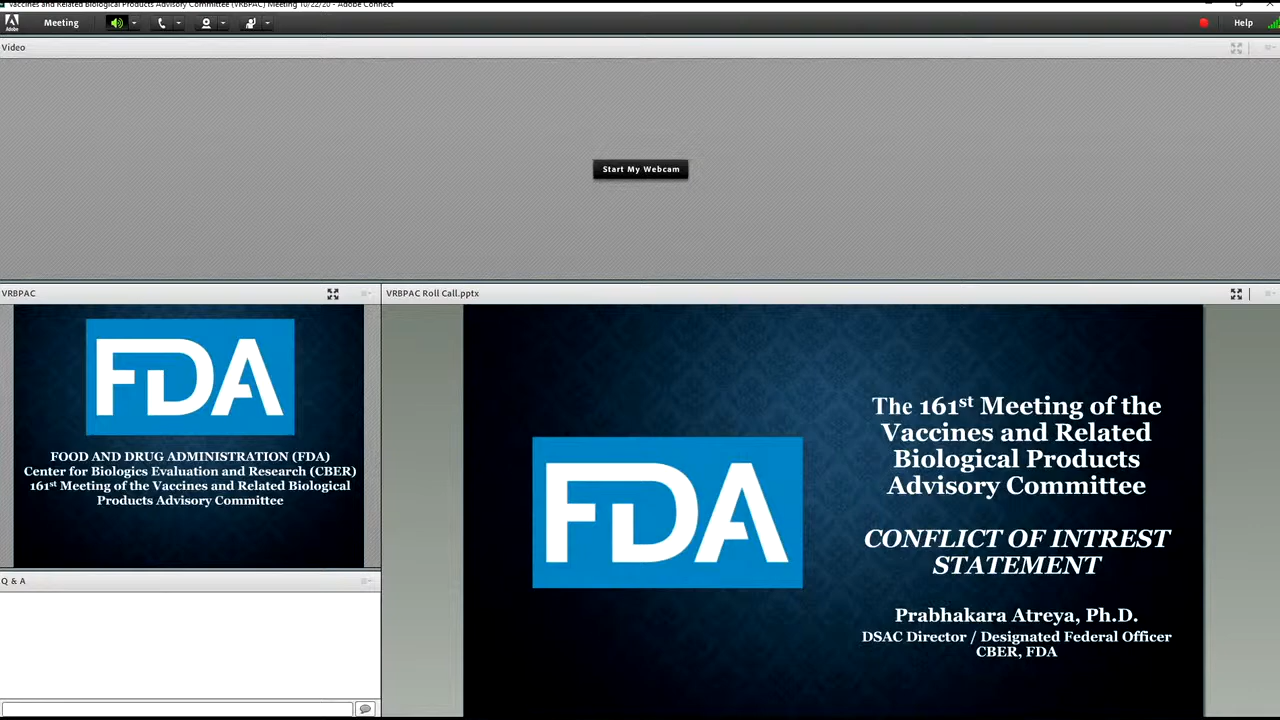 Vaccines and Related Biological Products Advisory Committee (VRBPAC) Meeting 10/22/20 - Adobe Connect
Adobe
Meeting
Help
Video
Start My Webcam
VRBPAC
FDA
FOOD AND DRUG ADMINISTRATION (FDA)
Center for Biologics Evaluation and Research (CBER)
161st Meeting of the Vaccines and Related Biological
Products Advisory Committee
Q & A
VRBPAC Roll Call.pptx
FDA
The 161st Meeting of the
Vaccines and Related
Biological Products
Advisory Committee
CONFLICT OF INTREST
STATEMENT
Prabhakara Atreya, Ph.D.
DSAC Director / Designated Federal Officer
CBER, FDA